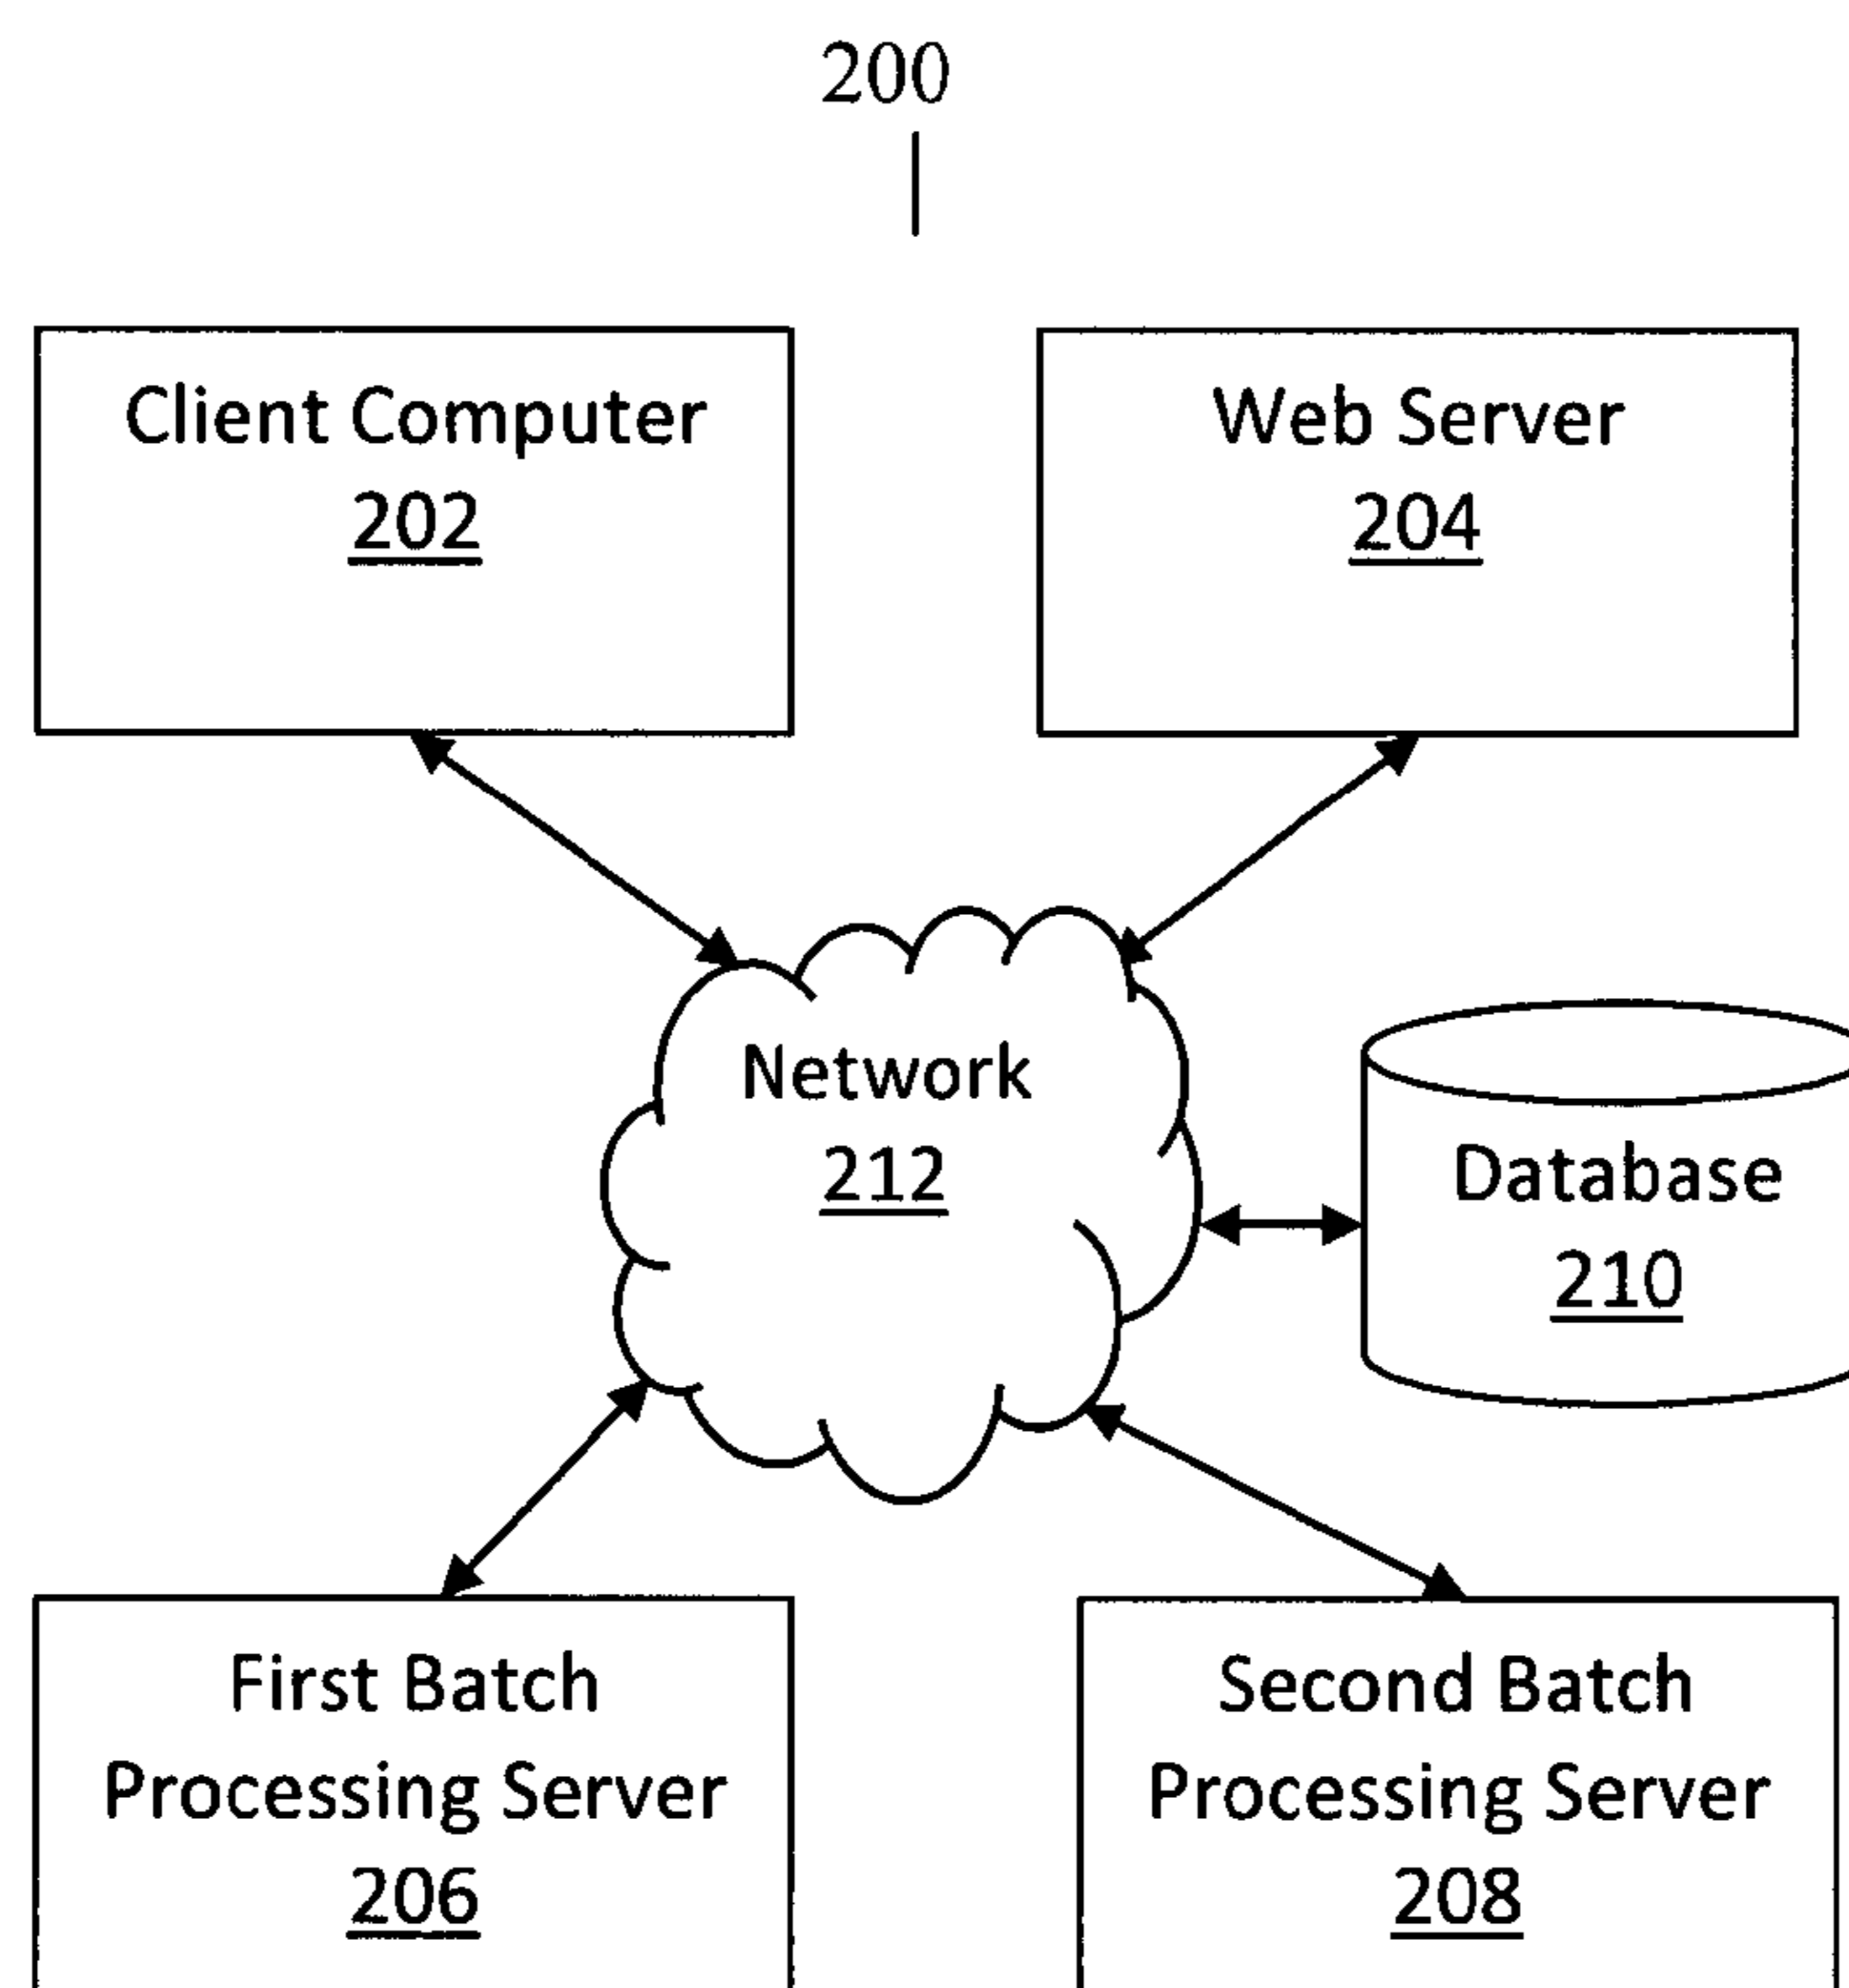 200
Client Computer
202
Web Server
204
Network
212
Database
210
First Batch
Processing Server
206
Second Batch
Processing Server
208